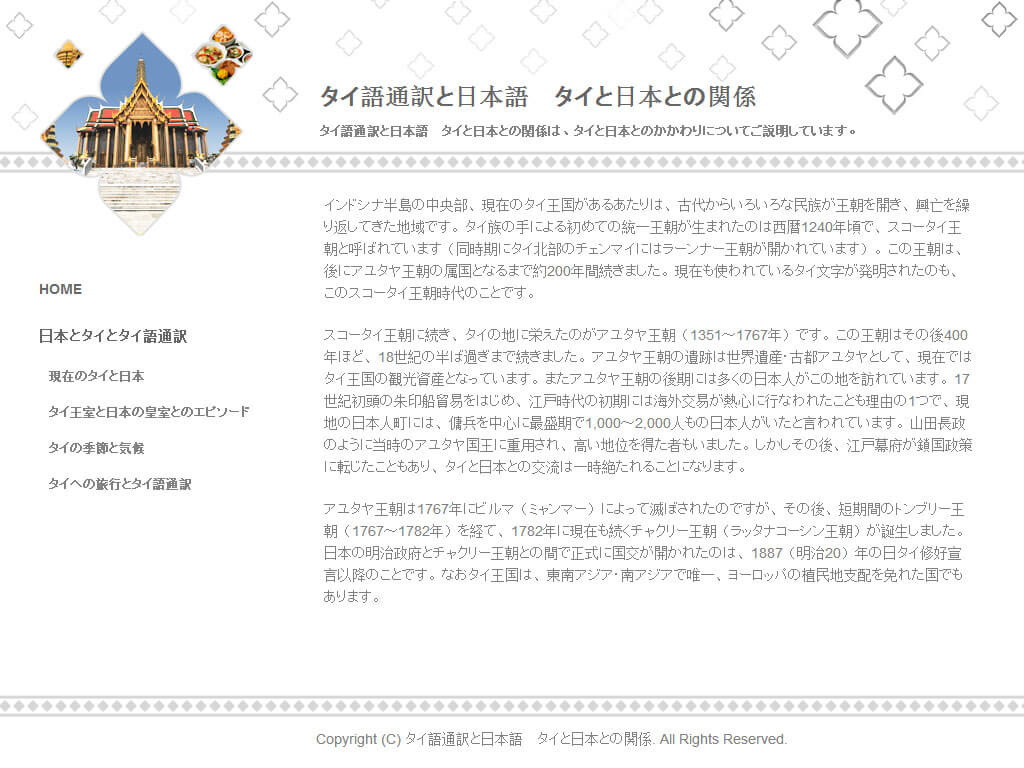 タイ語通訳と日本語　タイと日本との関係
タイ語通訳と日本語　タイと日本との関係は、タイと日本とのかかわりについてご説明しています。
HOME
日本とタイとタイ語通訳
現在のタイと日本
タイ王室と日本の皇室とのエピソード
タイの季節と気候
タイへの旅行とタイ語通訳
インドシナ半島の中央部、現在のタイ王国があるあたりは、古代からいろいろな民族が王朝を開き、興亡を繰
り返してきた地域です。タイ族の手による初めての統一王朝が生まれたのは西暦1240年頃で、スコータイ王
朝と呼ばれています（同時期にタイ北部のチェンマイにはラーンナー王朝が開かれています）。この王朝は、
後にアユタヤ王朝の属国となるまで約200年間続きました。現在も使われているタイ文字が発明されたのも、
このスコータイ王朝時代のことです。
スコータイ王朝に続き、タイの地に栄えたのがアユタヤ王朝（1351～1767年）です。この王朝はその後400
年ほど、18世紀の半ば過ぎまで続きました。アユタヤ王朝の遺跡は世界遺産･古都アユタヤとして、現在では
タイ王国の観光資産となっています。またアユタヤ王朝の後期には多くの日本人がこの地を訪れています。17
世紀初頭の朱印船貿易をはじめ、江戸時代の初期には海外交易が熱心に行なわれたことも理由の1つで、現
地の日本人町には、傭兵を中心に最盛期で1,000～2,000人もの日本人がいたと言われています。山田長政
のように当時のアユタヤ国王に重用され、高い地位を得た者もいました。しかしその後、江戸幕府が鎖国政策
に転じたこともあり、タイと日本との交流は一時絶たれることになります。
アユタヤ王朝は1767年にビルマ（ミャンマー）によって滅ぼされたのですが、その後、短期間のトンブリー王
朝（1767～1782年）を経て、1782年に現在も続くチャクリー王朝（ラッタナコーシン王朝）が誕生しました。
日本の明治政府とチャクリー王朝との間で正式に国交が開かれたのは、1887（明治20）年の日タイ修好宣
言以降のことです。なおタイ王国は、東南アジア･南アジアで唯一、ヨーロッパの植民地支配を免れた国でも
あります。
Copyright (C) タイ語通訳と日本語　タイと日本との関係. All Rights Reserved.